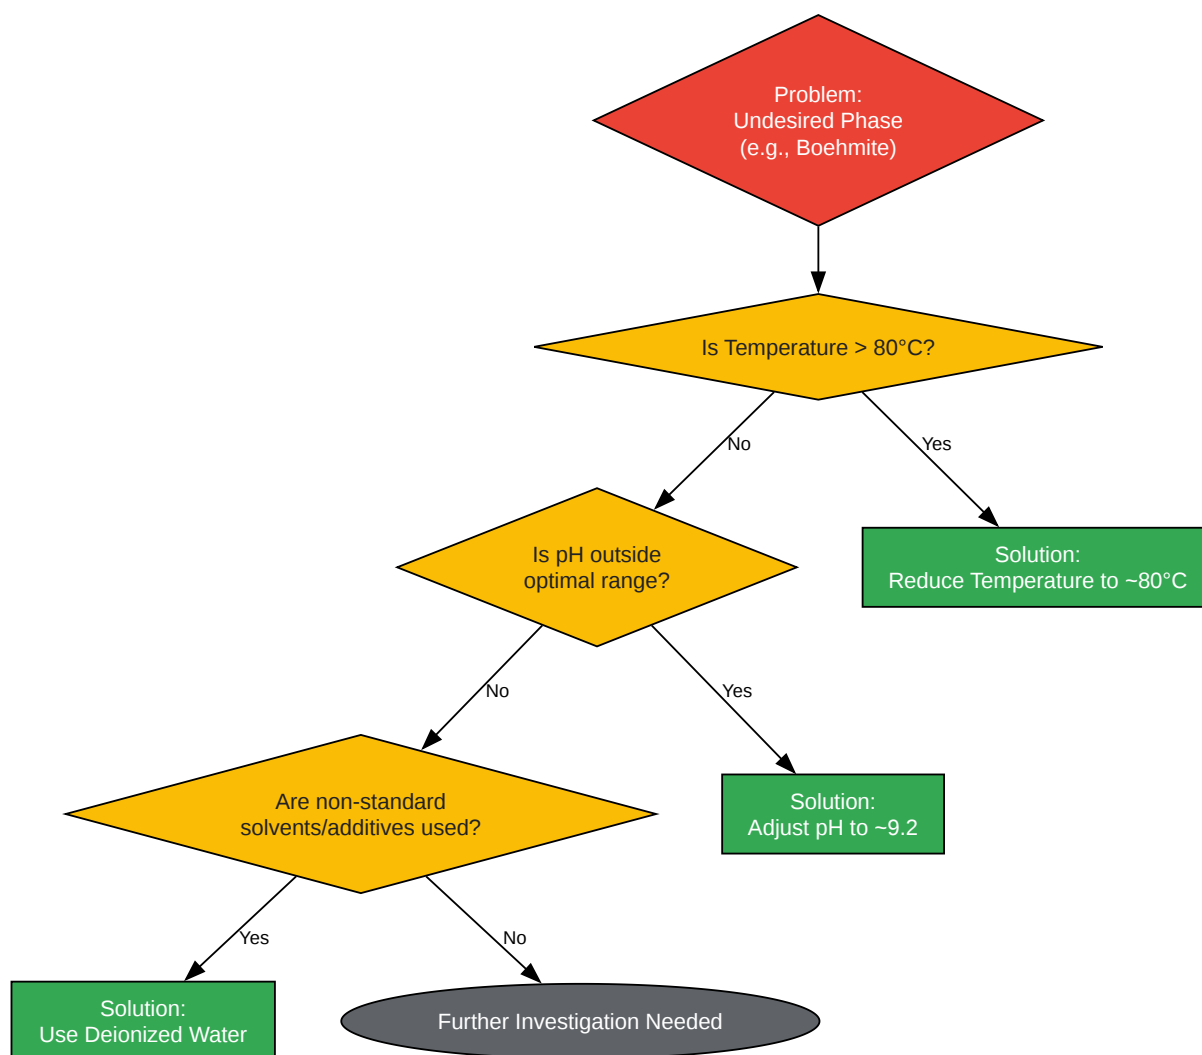 Problem:
Undesired Phase
(e.g., Boehmite)
Is Temperature > 80°C?
No
Yes
Is pH outside
optimal range?
Solution:
Reduce Temperature to ~80°C
No
Yes
Are non-standard
solvents/additives used?
Solution:
Adjust pH to ~9.2
Yes
No
Solution:
Use Deionized Water
Further Investigation Needed